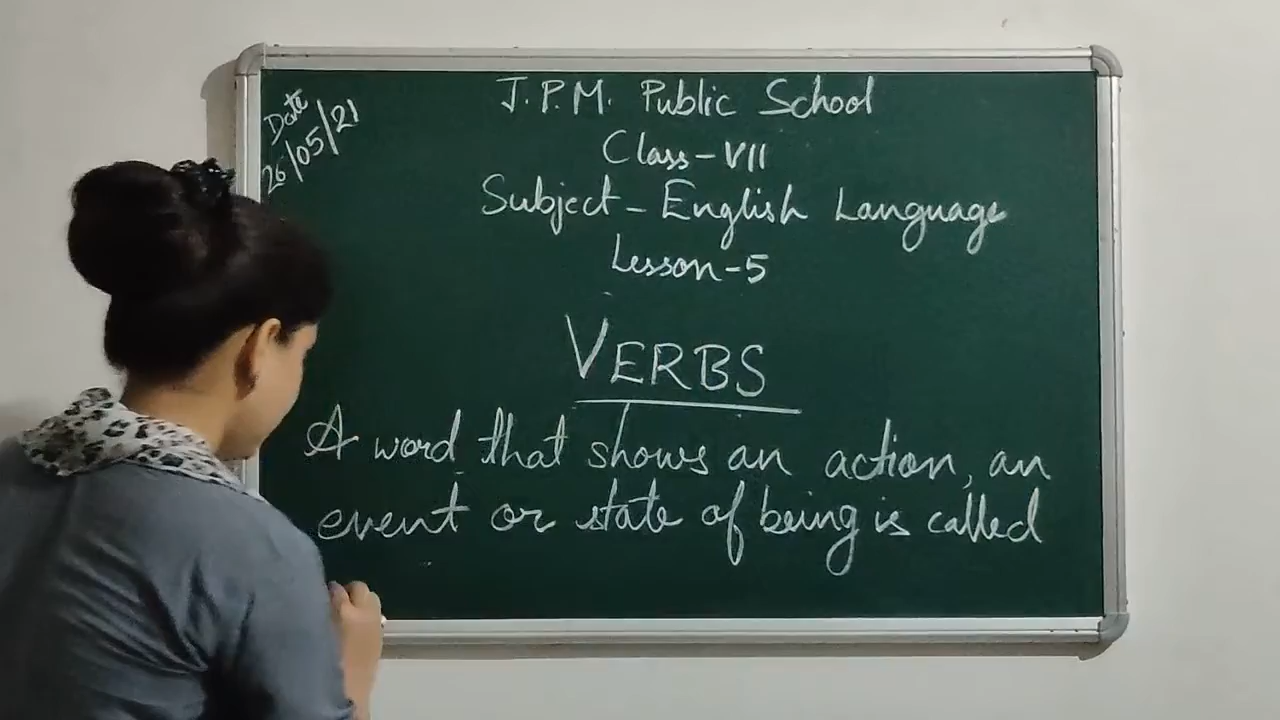 Date
26/05/21
J.P.M. Public School
Class-VII
Subject-English Language
Lesson-5
VERBS
A word that shows an action, an
event or state of being is called